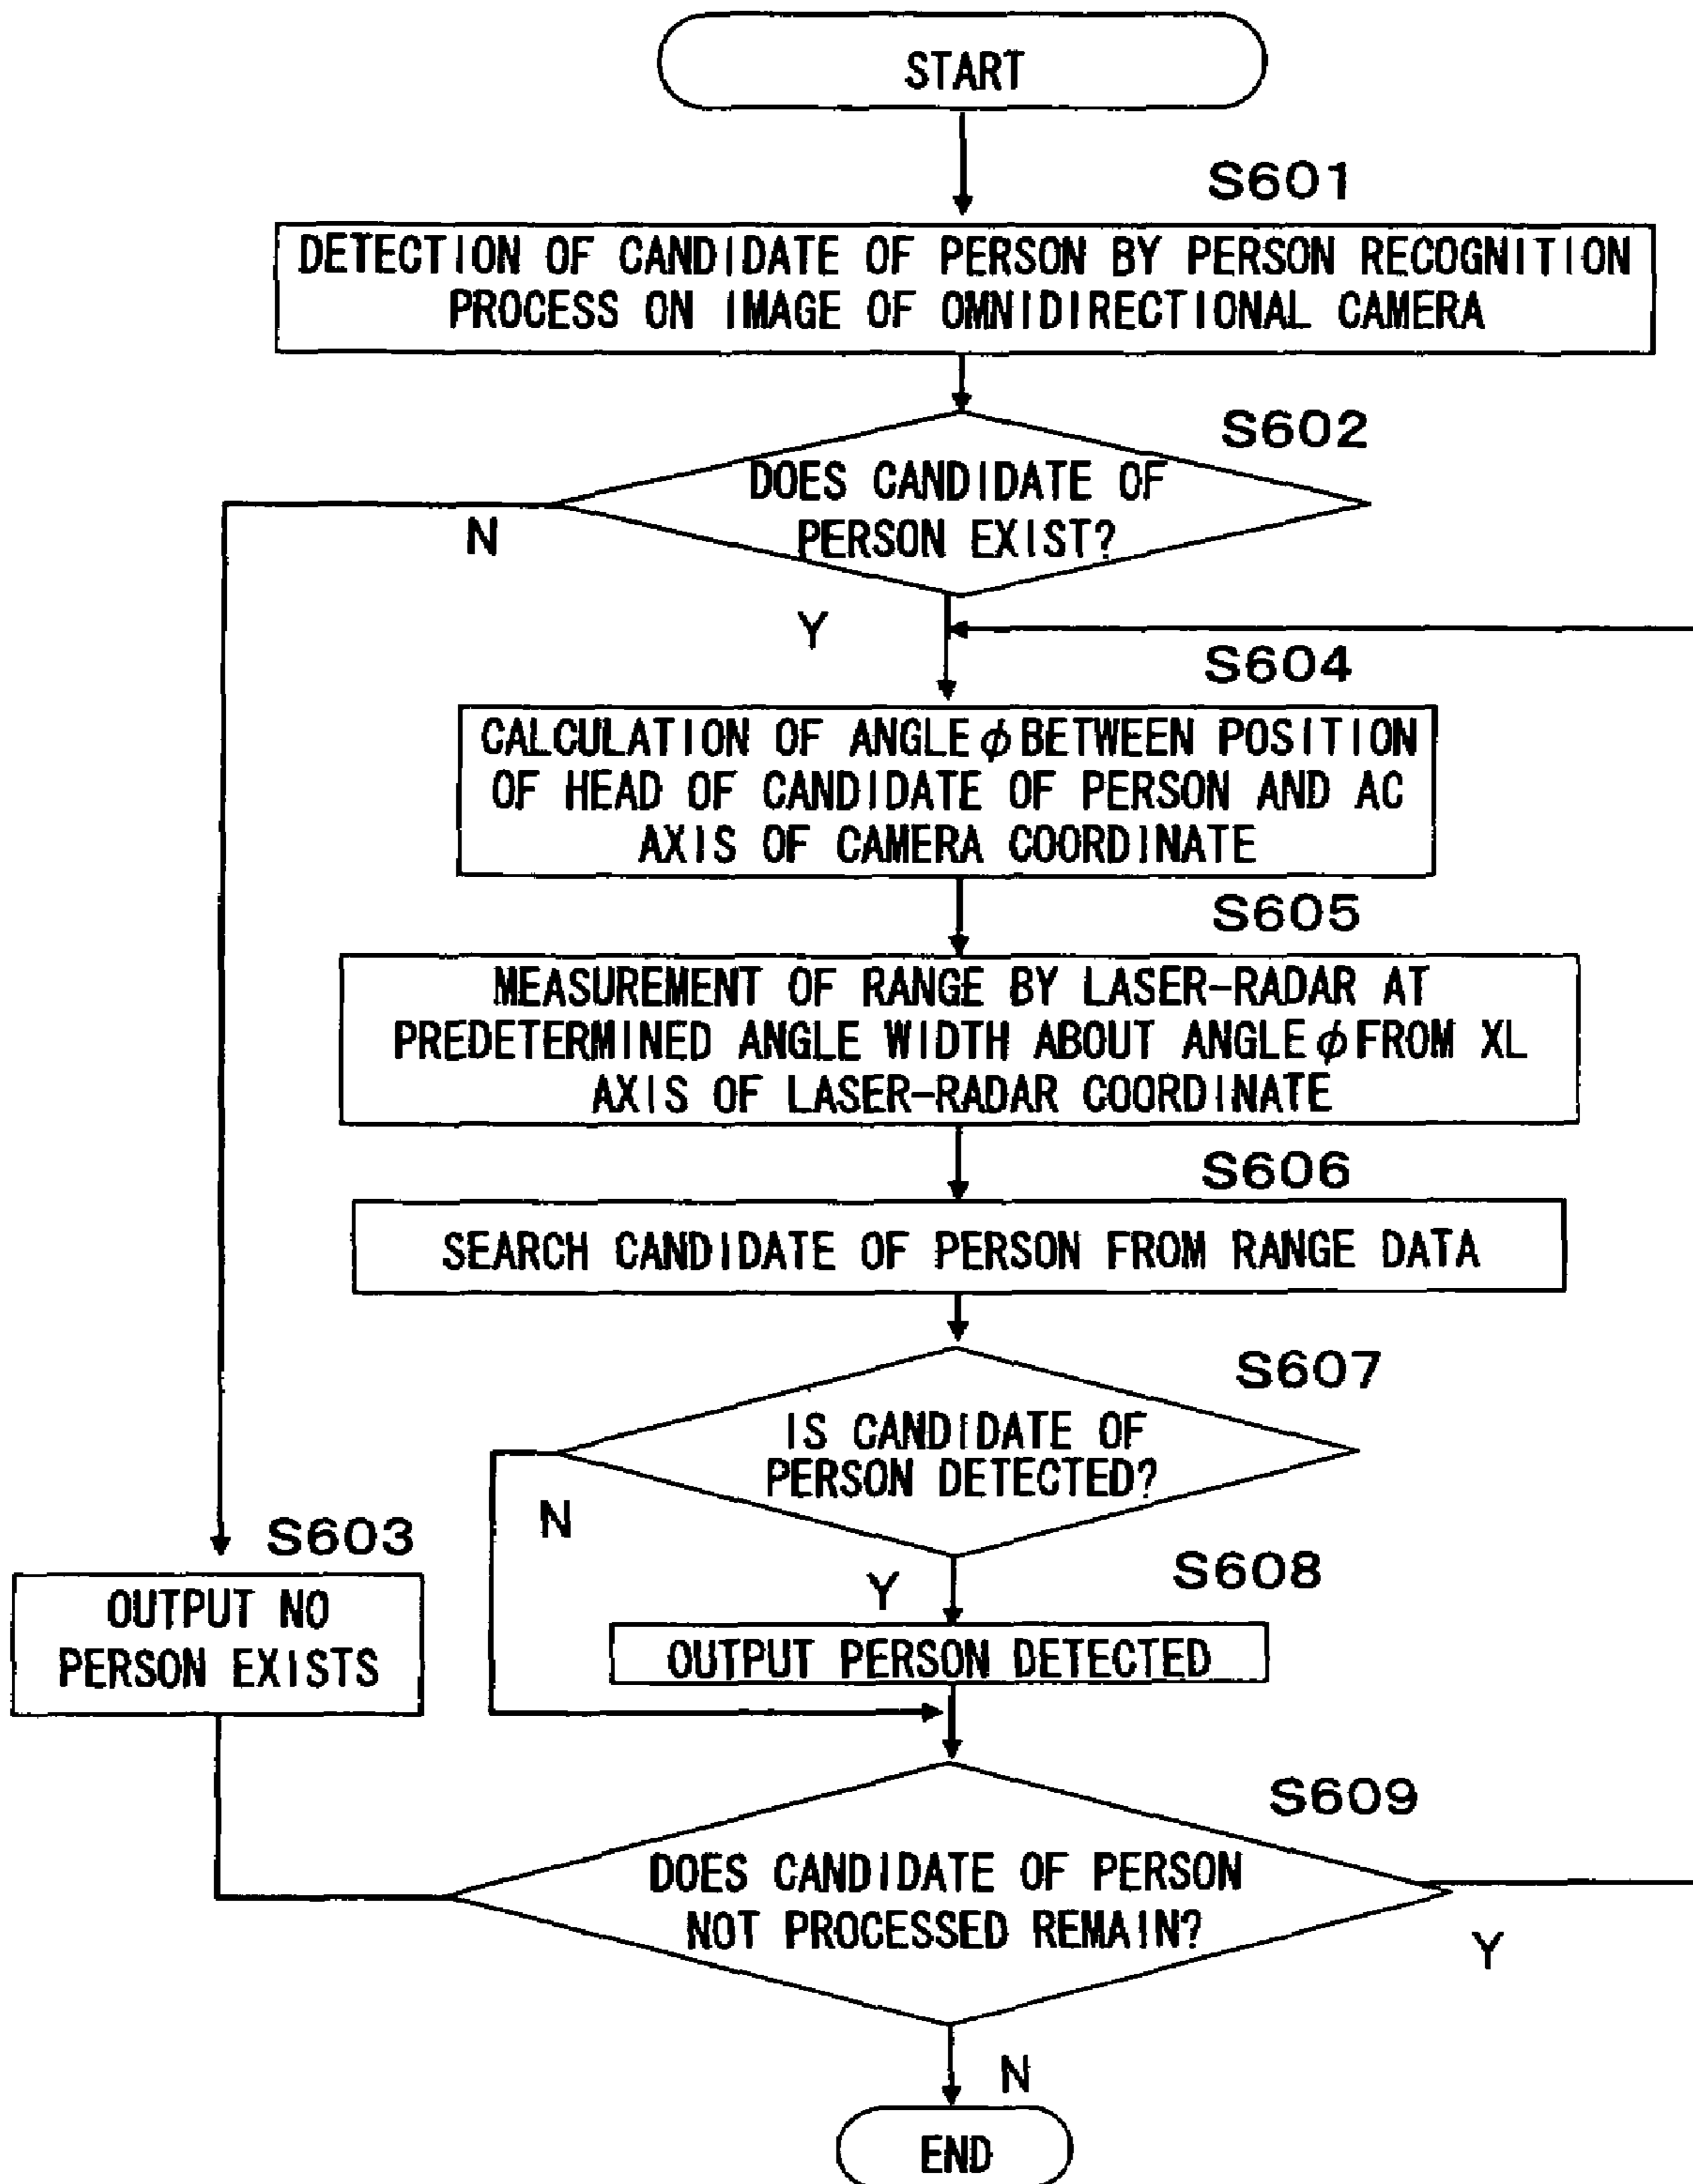 START
S601
DETECTION OF CANDIDATE OF PERSON BY PERSON RECOGNITION
PROCESS ON IMAGE OF OMNIDIRECTIONAL CAMERA
S602
DOES CANDIDATE OF
PERSON EXIST?
N
Y
S604
CALCULATION OF ANGLE φ BETWEEN POSITION
OF HEAD OF CANDIDATE OF PERSON AND AC
AXIS OF CAMERA COORDINATE
S605
MEASUREMENT OF RANGE BY LASER-RADAR AT
PREDETERMINED ANGLE WIDTH ABOUT ANGLE φ FROM XL
AXIS OF LASER-RADAR COORDINATE
S606
SEARCH CANDIDATE OF PERSON FROM RANGE DATA
S607
IS CANDIDATE OF
PERSON DETECTED?
N
Y
S603
OUTPUT NO
PERSON EXISTS
S608
OUTPUT PERSON DETECTED
S609
DOES CANDIDATE OF PERSON
NOT PROCESSED REMAIN?
Y
N
END